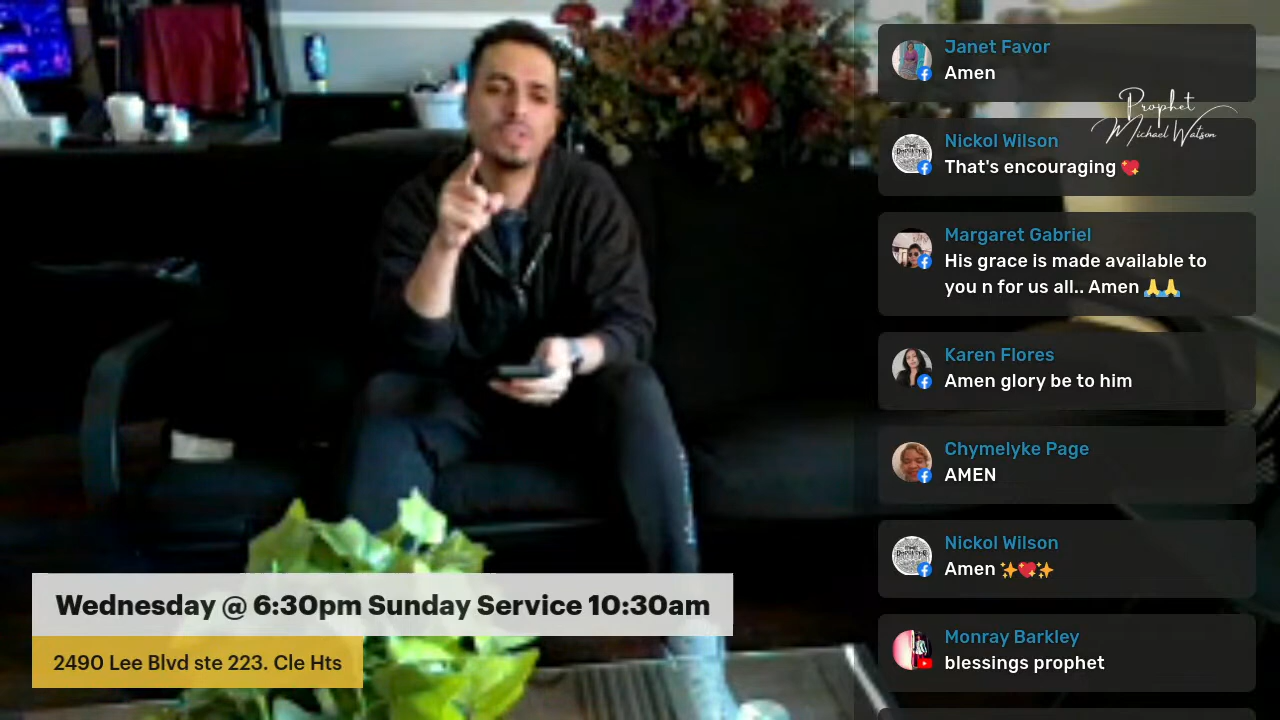 Janet Favor
Amen
Prophet
Michael Watson
Nickol Wilson
That's encouraging 💖
Margaret Gabriel
His grace is made available to
you n for us all.. Amen 🙏🙏
Karen Flores
Amen glory be to him
Chymelyke Page
AMEN
Nickol Wilson
Amen ✨💖✨
Monray Barkley
blessings prophet
Wednesday @ 6:30pm Sunday Service 10:30am
2490 Lee Blvd ste 223. Cle Hts